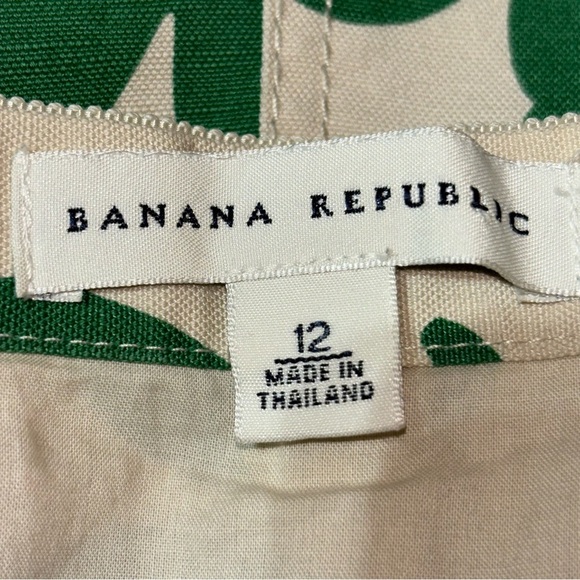 BANANA REPUBLIC
12
MADE IN
THAILAND